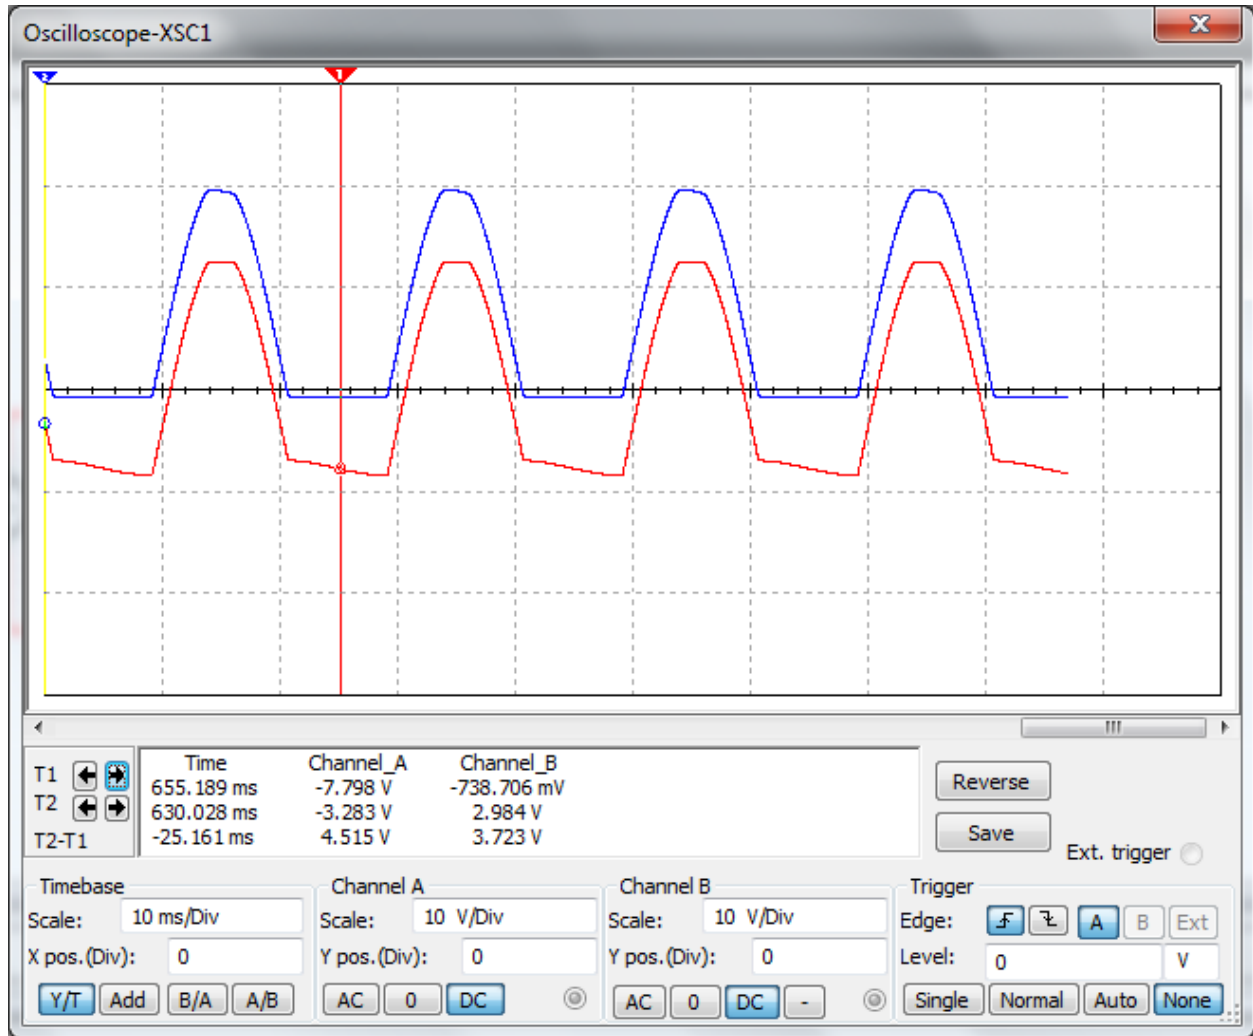 Oscilloscope-XSC1
2 1
Time Channel_A Channel_B
T1 655.189 ms -7.798 V -738.706 mV
T2 630.028 ms -3.283 V 2.984 V
T2-T1 -25.161 ms 4.515 V 3.723 V
Reverse
Save
Ext. trigger
Timebase
Scale: 10 ms/Div
X pos.(Div): 0
Y/T Add B/A A/B
Channel A
Scale: 10 V/Div
Y pos.(Div): 0
AC 0 DC
Channel B
Scale: 10 V/Div
Y pos.(Div): 0
AC 0 DC -
Trigger
Edge: A B Ext
Level: 0 V
Single Normal Auto None